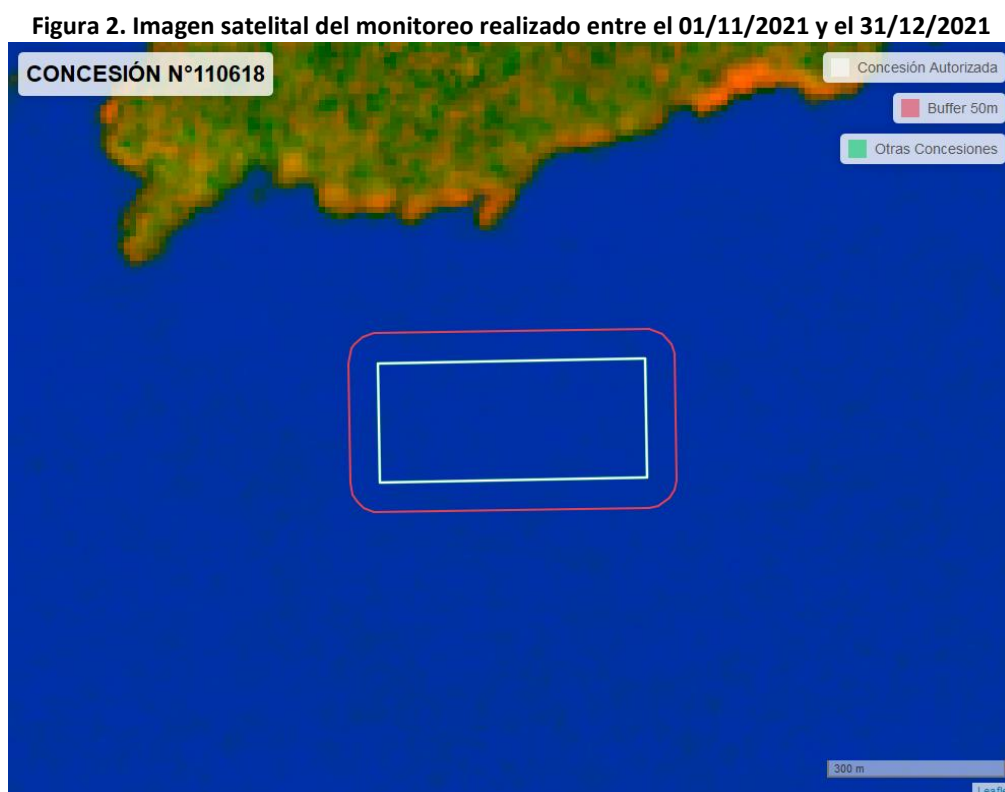 Figura 2. Imagen satelital del monitoreo realizado entre el 01/11/2021 y el 31/12/2021
CONCESIÓN N°110618
Concesión Autorizada
Buffer 50m
Otras Concesiones
300 m